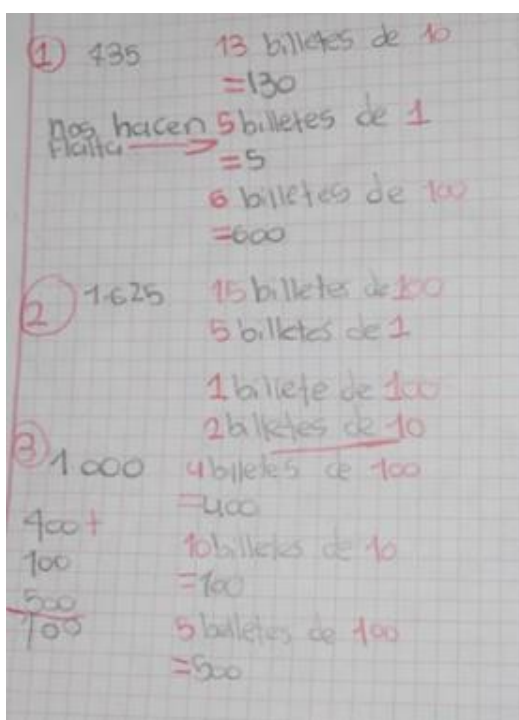 1 735 13 billetes de 10
=130
nos hacen 5 billetes de 1
Flalta
=5
6 billetes de 100
=600
2 1.625 15 billetes de 100
5 billetes de 1
1 billete de 100
2 billetes de 10
3 1.000 4 billetes de 100
=400
400+
10 billetes de 10
100
=100
500
100 5 billetes de 100
=500